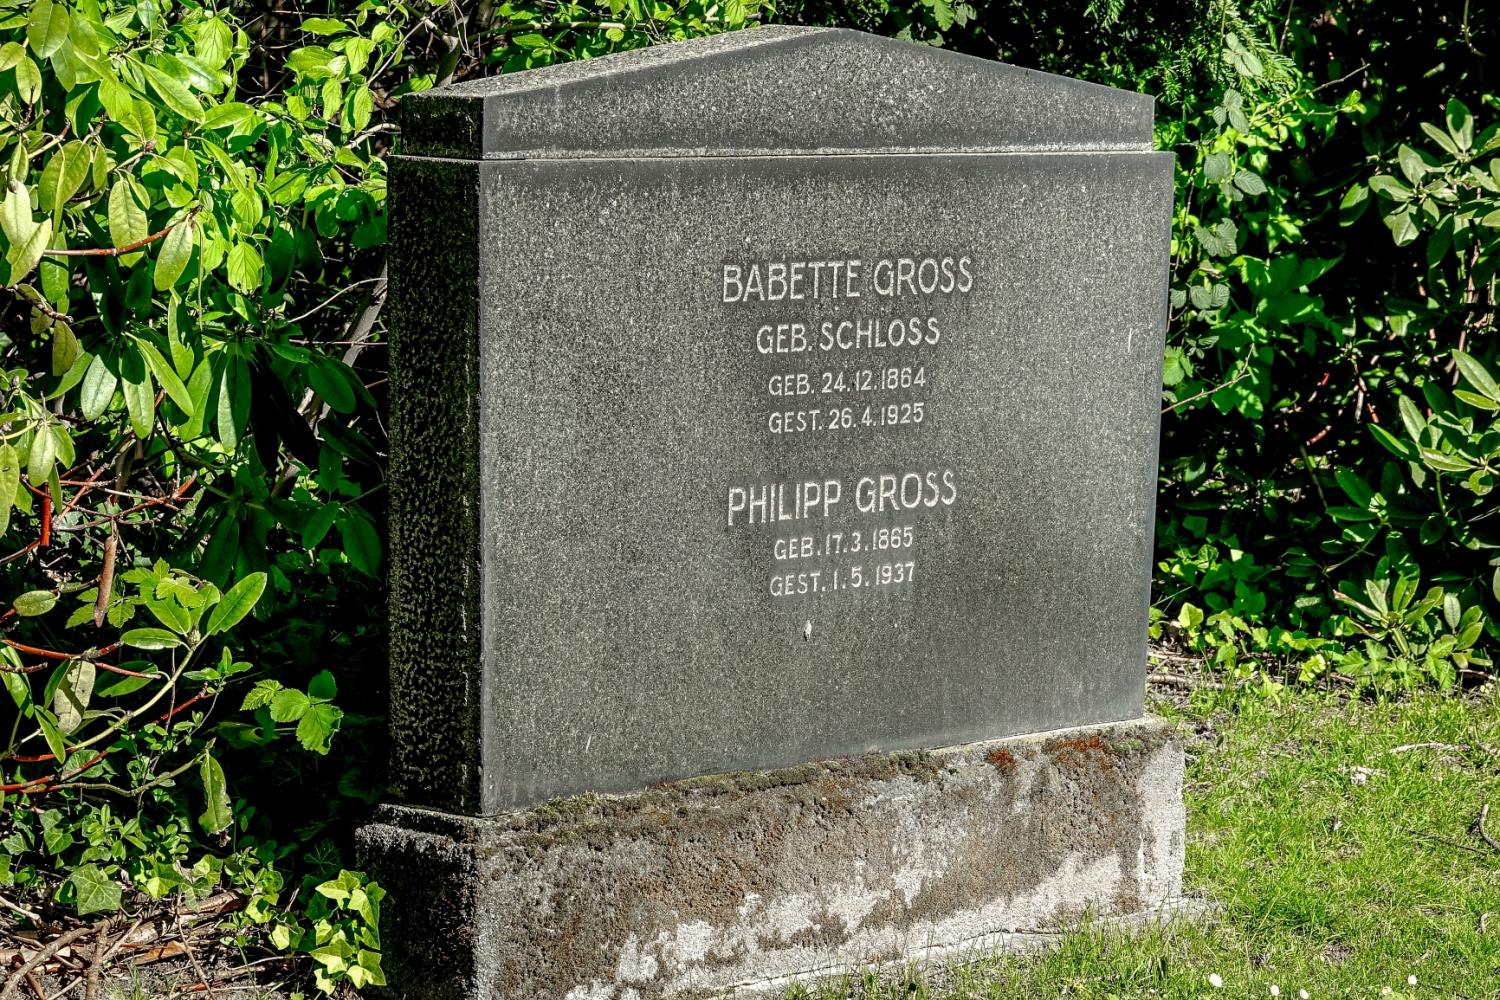 BABETTE GROSS
GEB. SCHLOSS
GEB. 24.12.1864
GEST. 26.4.1925
PHILIPP GROSS
GEB. 17.3.1865
GEST. 1.5.1937